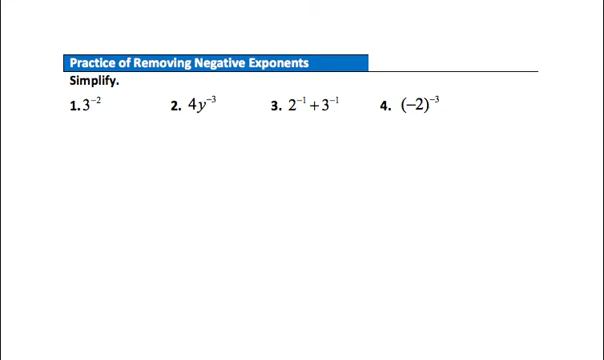 Practice of Removing Negative Exponents
Simplify.
1. 3⁻² 2. 4y⁻³ 3. 2⁻¹ + 3⁻¹ 4. (−2)⁻³